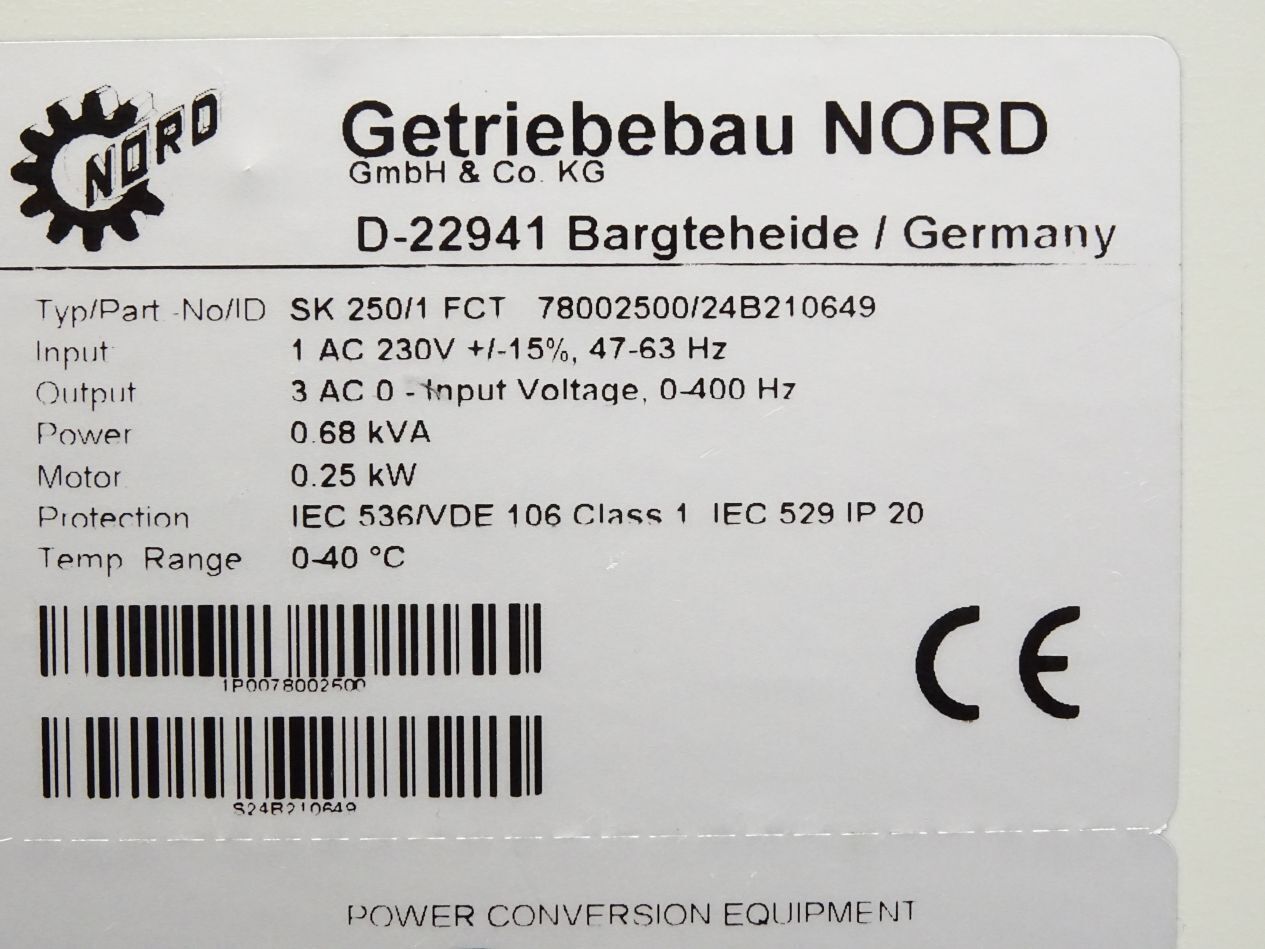 NORD
Getriebebau NORD
GmbH & Co. KG
D-22941 Bargteheide / Germany
Typ/Part.-No/ID SK 250/1 FCT 78002500/24B210649
Input 1 AC 230V +/-15%, 47-63 Hz
Output 3 AC 0 - Input Voltage, 0-400 Hz
Power 0.68 kVA
Motor 0.25 kW
Protection IEC 536/VDE 106 Class 1 IEC 529 IP 20
Temp Range 0-40 °C
1P0078002500
CE
S24B210649
POWER CONVERSION EQUIPMENT